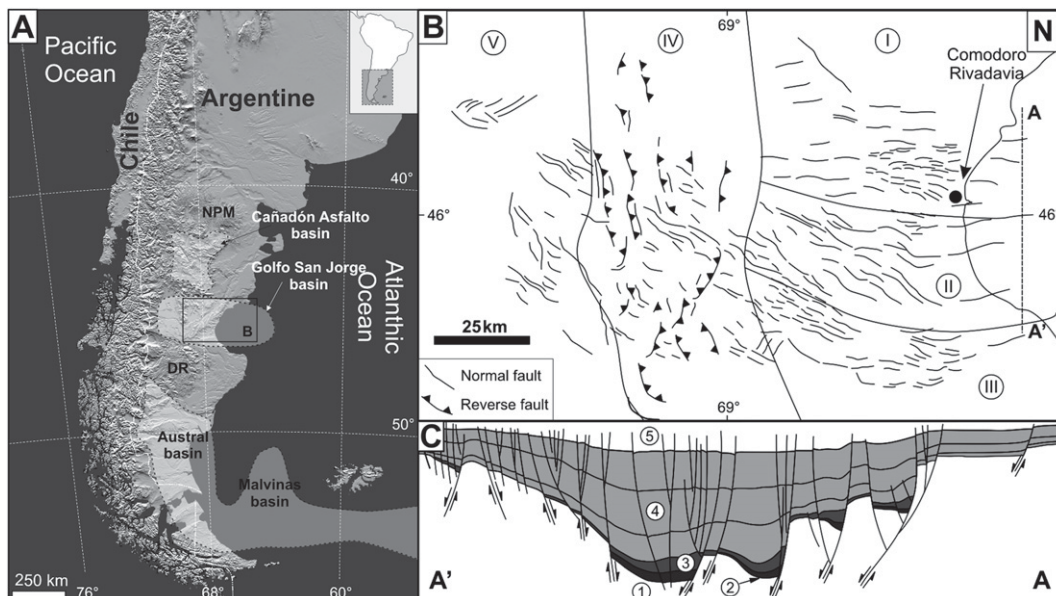 A
Pacific
Ocean
Argentine
Chile
40°
NPM
Cañadón Asfalto
basin
Golfo San Jorge
basin
Atlanthic
Ocean
B
DR
50°
Austral
basin
Malvinas
basin
250 km
76°
68°
60°
B
V
69°
IV
I
N
Comodoro
Rivadavia
A
46°
46°
II
A'
25km
III
Normal fault
Reverse fault
69°
C
5
4
3
1
2
A'
A